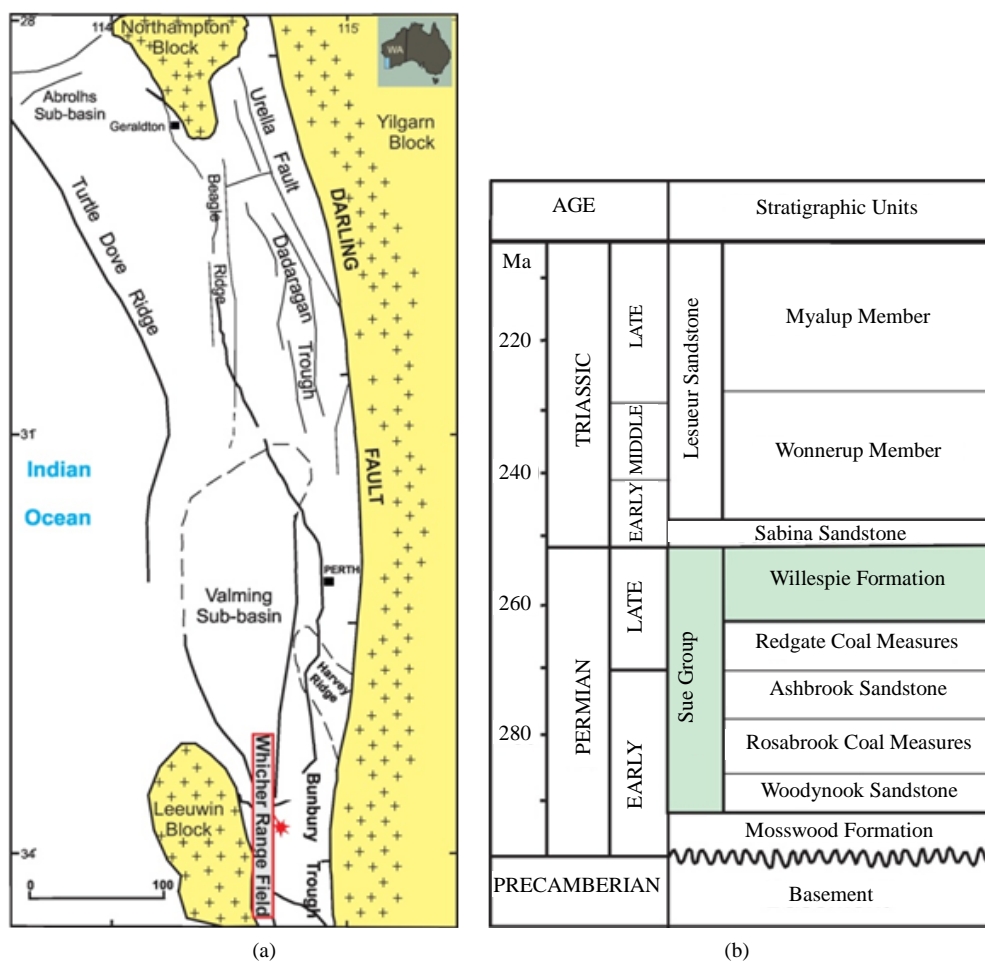 28'
114
115
Northampton
Block
WA
Abrolhs
Sub-basin
Geraldton
Urella
Fault
Yilgarn
Block
Turtle Dove Ridge
Beagle
Ridge
Dadaragan
Trough
DARLING
FAULT
31'
Indian
Ocean
PERTH
Valming
Sub-basin
Harvey
Ridge
Whicher Range Field
Bunbury Trough
Leeuwin
Block
34'
0
100
(a)
AGE
Stratigraphic Units
Ma
220
240
260
280
TRIASSIC
PERMIAN
LATE
MIDDLE
EARLY
LATE
EARLY
Lesueur Sandstone
Sue Group
Myalup Member
Wonnerup Member
Sabina Sandstone
Willespie Formation
Redgate Coal Measures
Ashbrook Sandstone
Rosabrook Coal Measures
Woodynook Sandstone
Mosswood Formation
PRECAMBERIAN
Basement
(b)